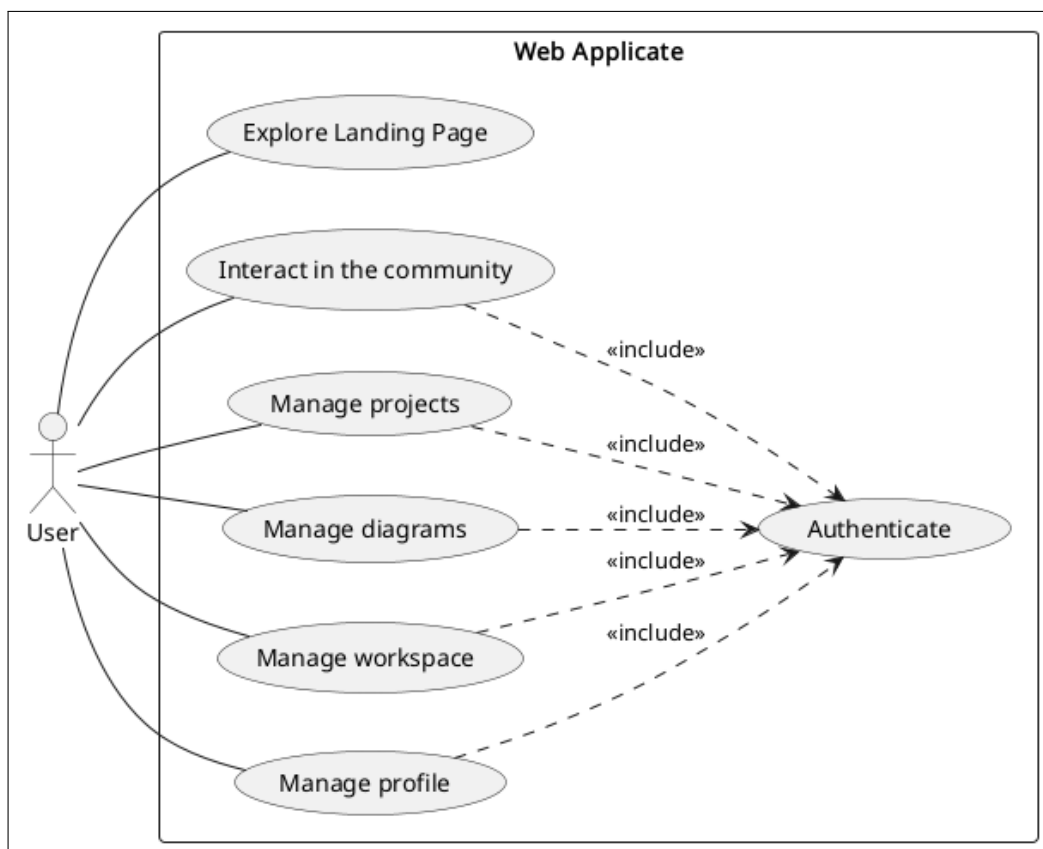 Web Applicate
Explore Landing Page
Interact in the community
«include»
Manage projects
«include»
«include»
Manage diagrams
Authenticate
User
«include»
Manage workspace
«include»
Manage profile